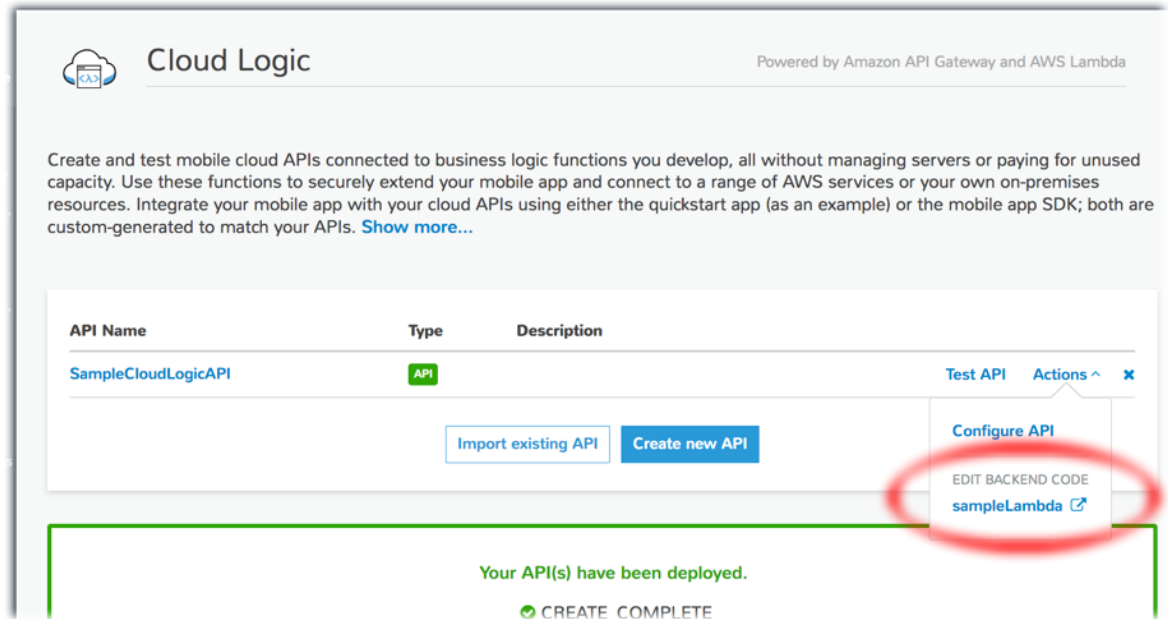 Cloud Logic
Powered by Amazon API Gateway and AWS Lambda
Create and test mobile cloud APIs connected to business logic functions you develop, all without managing servers or paying for unused
capacity. Use these functions to securely extend your mobile app and connect to a range of AWS services or your own on-premises
resources. Integrate your mobile app with your cloud APIs using either the quickstart app (as an example) or the mobile app SDK; both are
custom-generated to match your APIs. Show more...
API Name Type Description
SampleCloudLogicAPI API Test API Actions
Configure API
Import existing API Create new API
EDIT BACKEND CODE
sampleLambda
Your API(s) have been deployed.
CREATE_COMPLETE